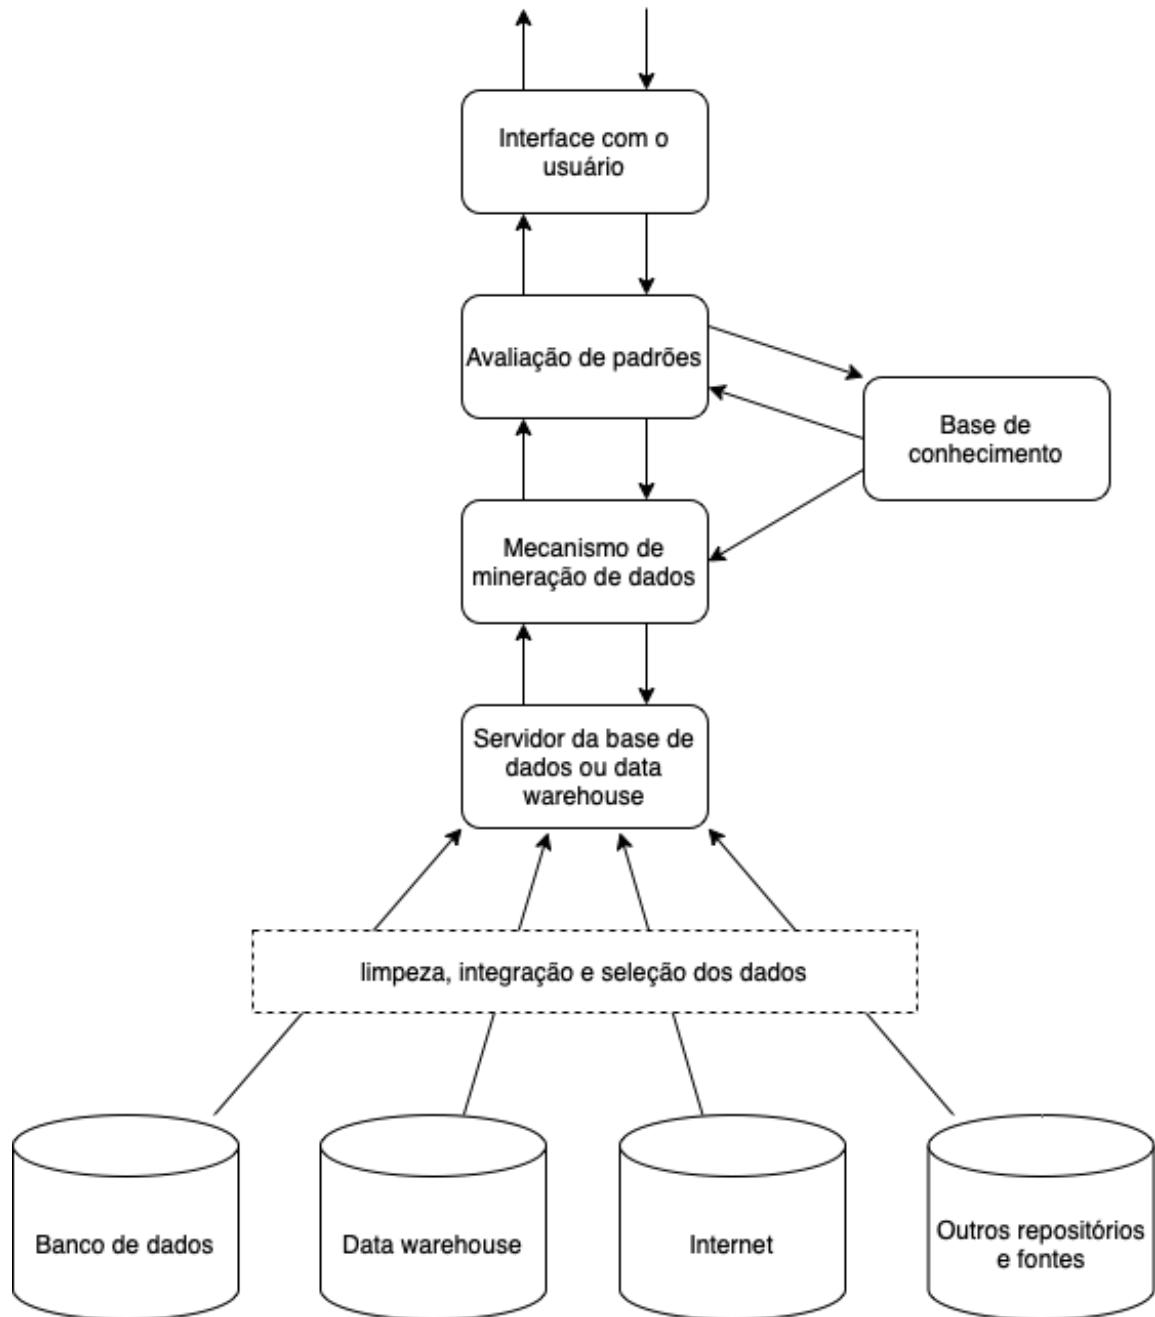 Interface com o
usuário
Avaliação de padrões
Base de
conhecimento
Mecanismo de
mineração de dados
Servidor da base de
dados ou data
warehouse
limpeza, integração e seleção dos dados
Banco de dados
Data warehouse
Internet
Outros repositórios
e fontes